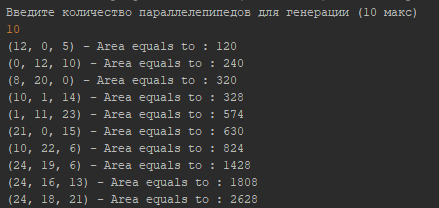 Введите количество параллелепипедов для генерации (10 макс)
10
(12, 0, 5) - Area equals to : 120
(0, 12, 10) - Area equals to : 240
(8, 20, 0) - Area equals to : 320
(10, 1, 14) - Area equals to : 328
(1, 11, 23) - Area equals to : 574
(21, 0, 15) - Area equals to : 630
(10, 22, 6) - Area equals to : 824
(24, 19, 6) - Area equals to : 1428
(24, 16, 13) - Area equals to : 1808
(24, 18, 21) - Area equals to : 2628